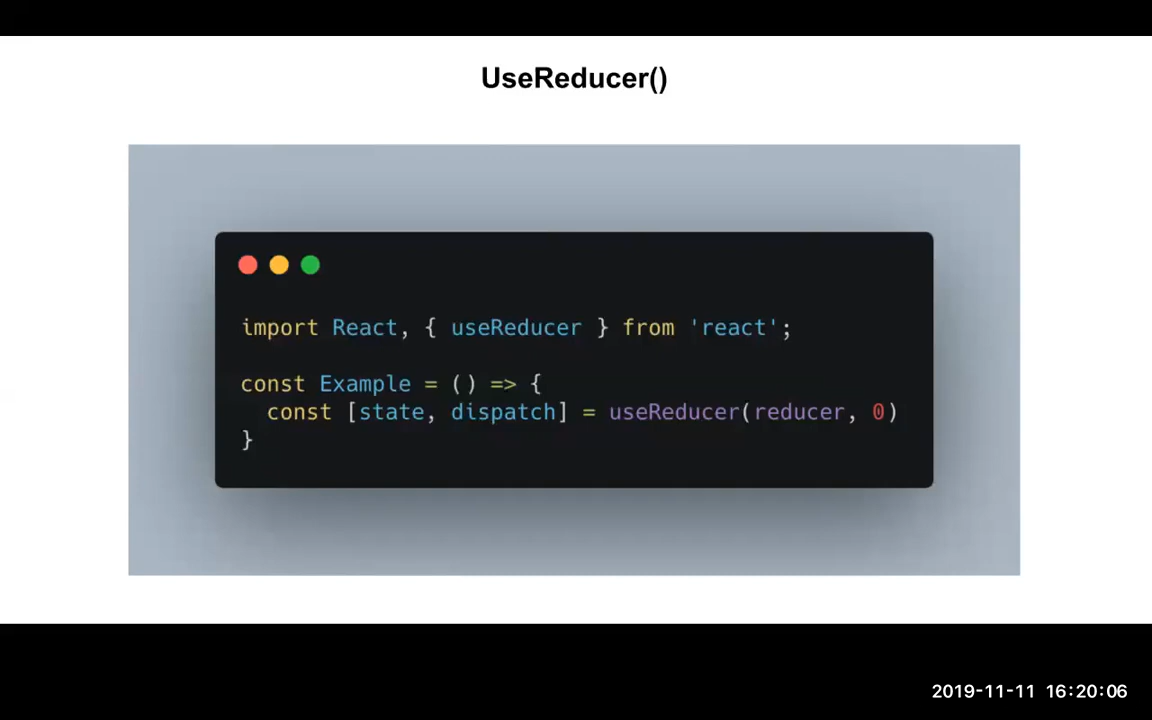 UseReducer()
import React, { useReducer } from 'react';
const Example = () => {
  const [state, dispatch] = useReducer(reducer, 0)
}
2019-11-11 16:20:06